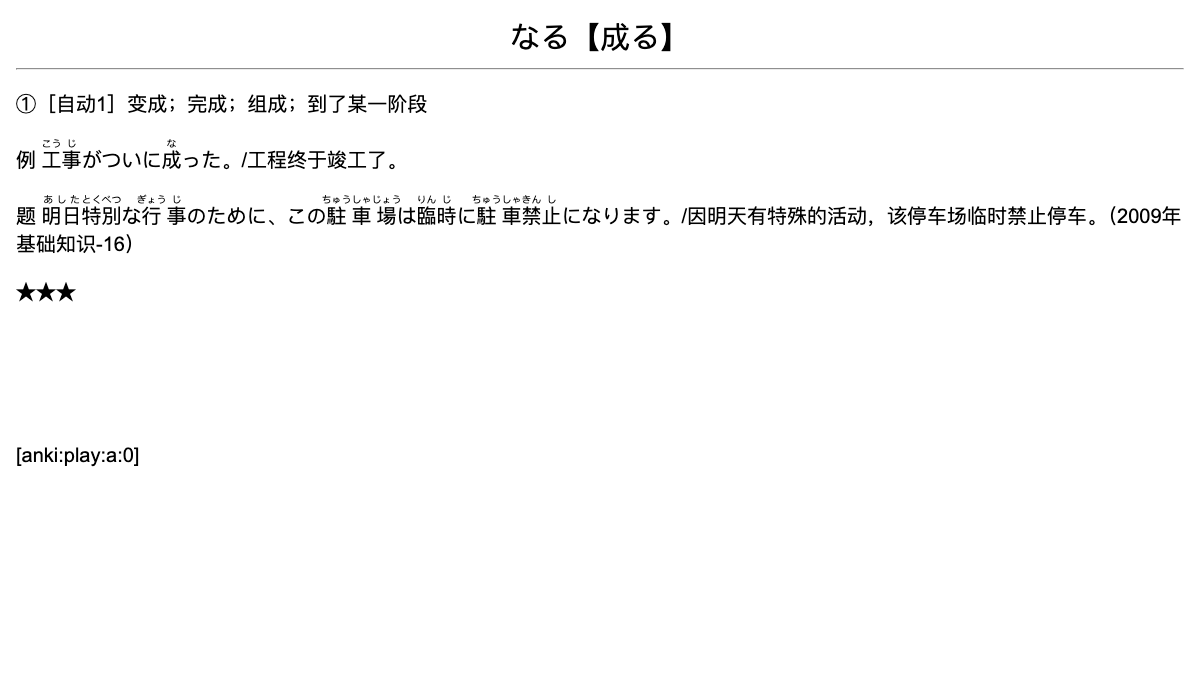 なる【成る】
①［自动1］变成；完成；组成；到了某一阶段
こうじ な
例 工事がついに成った。/工程终于竣工了。
あしたとくべつ ぎょうじ ちゅうしゃじょう りんじ ちゅうしゃきんし
题 明日特別な行事のために、この駐車場は臨時に駐車禁止になります。/因明天有特殊的活动，该停车场临时禁止停车。（2009年
基础知识-16）
★★★
[anki:play:a:0]